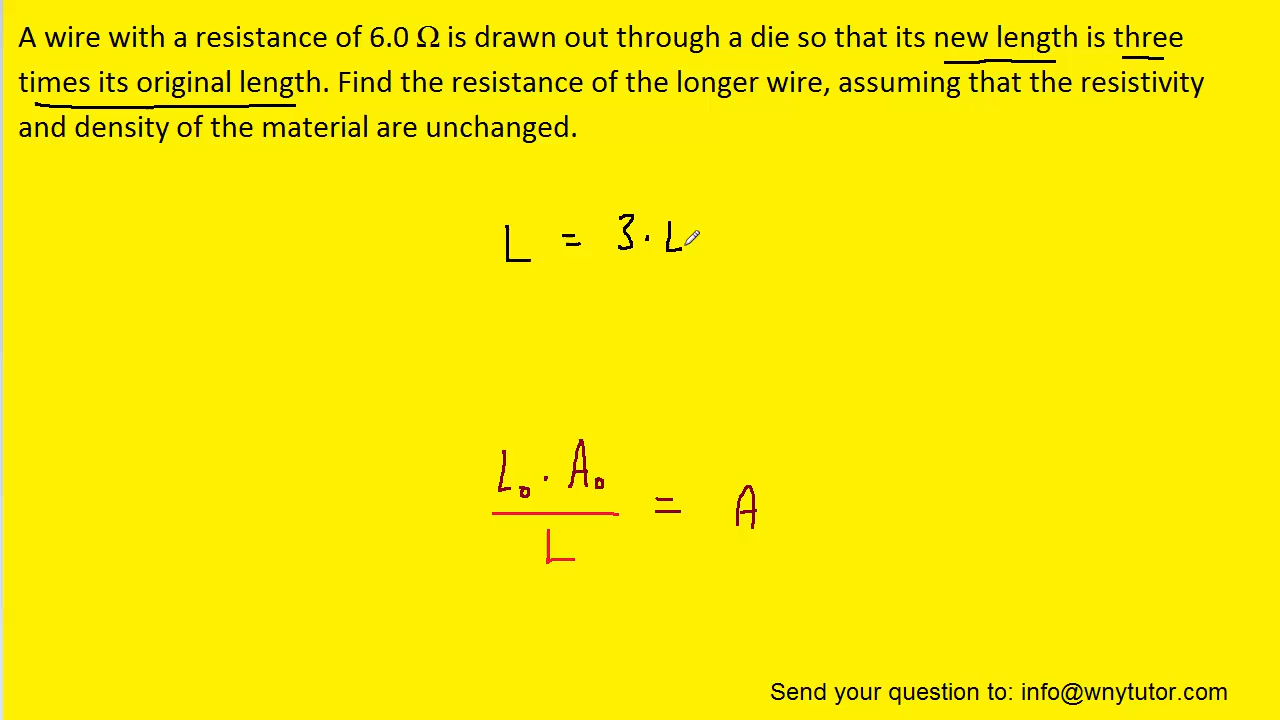 A wire with a resistance of 6.0 Ω is drawn out through a die so that its new length is three
times its original length. Find the resistance of the longer wire, assuming that the resistivity
and density of the material are unchanged.
L = 3 · L
L₀ · A₀
= A
L
Send your question to: info@wnytutor.com